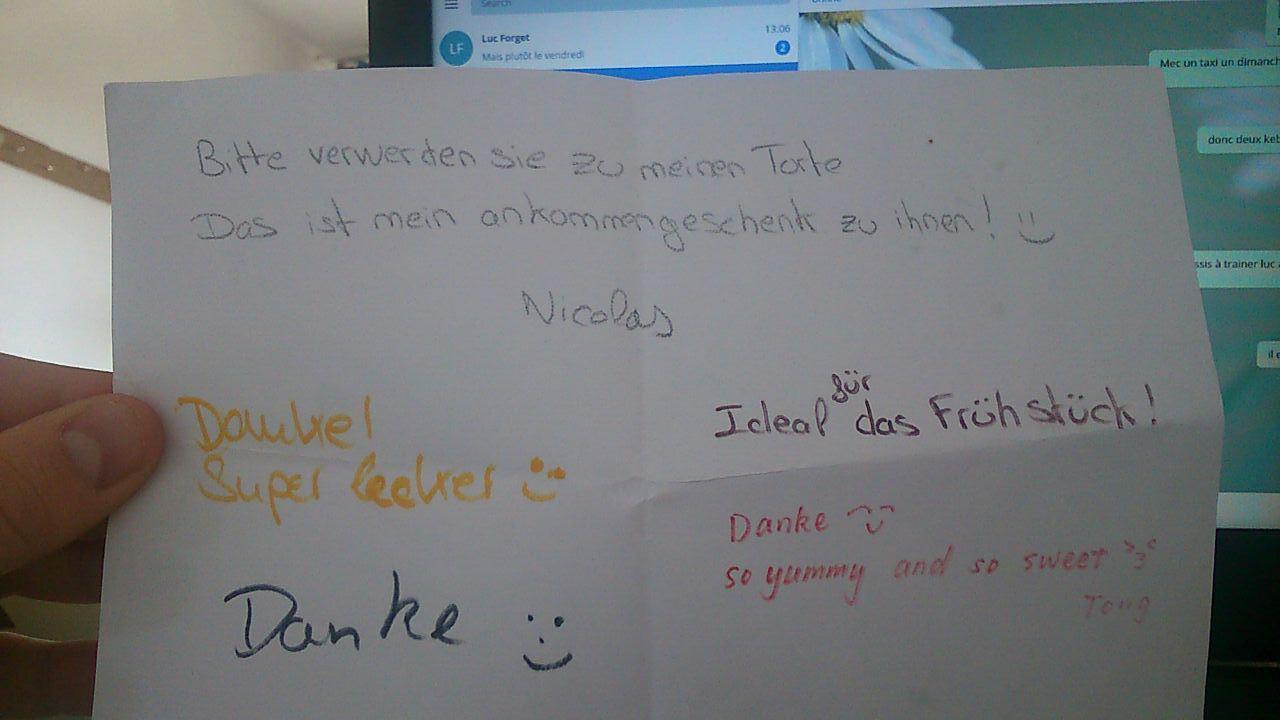 Search
Luc Forget
13:06
LF
Mais plutôt le vendredi
2
Mec un taxi un dimanch
donc deux keb
ssis à trainer luc
Bitte verwerden sie zu meinen Torte
Das ist mein ankommengeschenk zu ihnen!
Nicolas
Danke!
Super lecker
Ideal für das Frühstück!
Danke
so yummy and so sweet
Tong
Danke